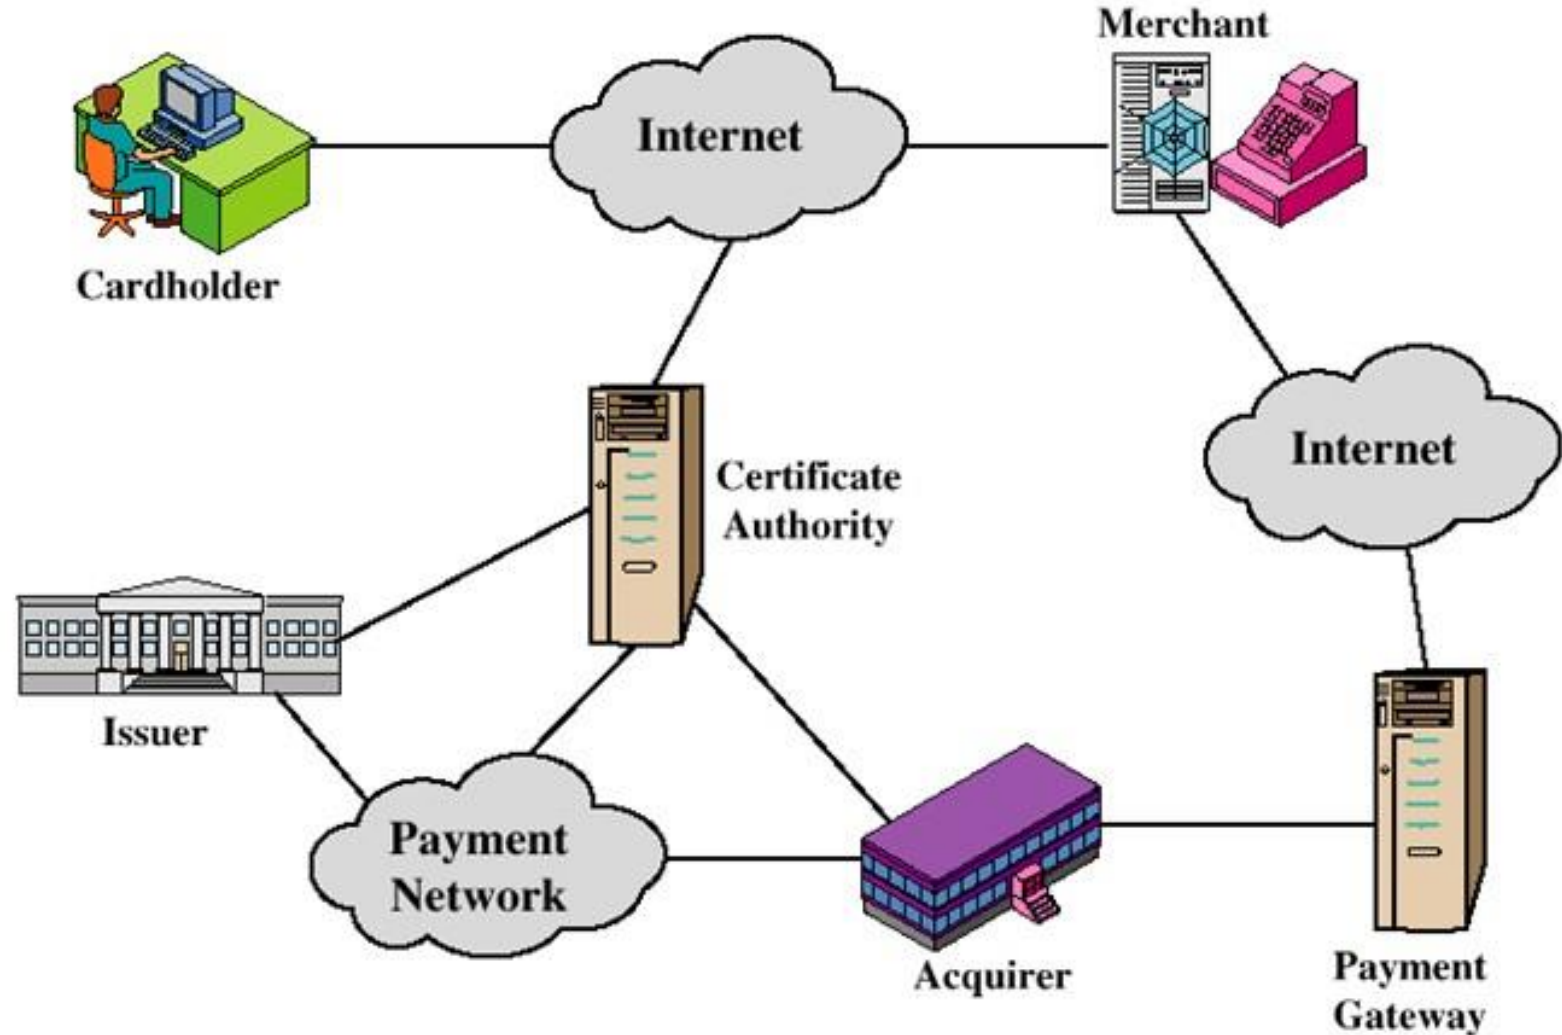 Merchant
Internet
Cardholder
Internet
Certificate
Authority
Issuer
Payment
Network
Acquirer
Payment
Gateway